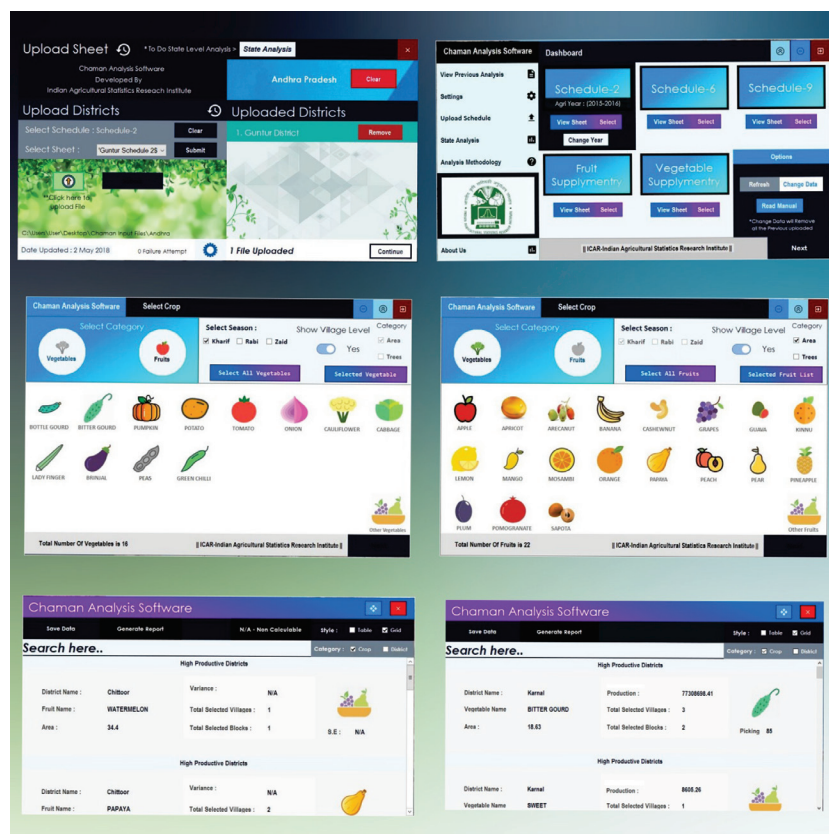 Upload Sheet
*To Do State Level Analysis > State Analysis
Chaman Analysis Software
Developed By
Indian Agricultural Statistics Reseach Institute
Andhra Pradesh Clear
Upload Districts
Uploaded Districts
Select Schedule : Schedule-2 Clear
1. Guntur District Remove
Select Sheet : 'Guntur Schedule 2$ Submit
**Click here to
Upload File
C:\Users\User\Desktop\Chaman Input Files\Andhra
Date Updated : 2 May 2018 0 Failure Attempt
1 File Uploaded Continue
Chaman Analysis Software Dashboard
View Previous Analysis
Settings
Upload Schedule
State Analysis
Analysis Methodology
About Us
Schedule-2
Agri Year : (2015-2016)
View Sheet Select
Change Year
Schedule-6
View Sheet Select
Schedule-9
View Sheet Select
Fruit
Supplymentry
View Sheet Select
Vegetable
Supplymentry
View Sheet Select
Options
Refresh Change Data
Read Manual
*Change Data will Remove
all the Previous uploaded
|| ICAR-Indian Agricultural Statistics Research Institute || Next
Chaman Analysis Software Select Crop
Select Category
Vegetables Fruits
Select Season :
Kharif Rabi Zaid
Show Village Level
Yes
Category
Area
Trees
Select All Vegetables Selected Vegetable
BOTTLE GOURD BITTER GOURD PUMPKIN POTATO TOMATO ONION CAULIFLOWER CABBAGE
LADY FINGER BRINJAL PEAS GREEN CHILLI
Other Vegetables
Total Number Of Vegetables is 16 || ICAR-Indian Agricultural Statistics Research Institute ||
Chaman Analysis Software Select Crop
Select Category
Vegetables Fruits
Select Season :
Kharif Rabi Zaid
Show Village Level
Yes
Category
Area
Trees
Select All Fruits Selected Fruit List
APPLE APRICOT ARECANUT BANANA CASHEWNUT GRAPES GUAVA KINNU
LEMON MANGO MOSAMBI ORANGE PAPAYA PEACH PEAR PINEAPPLE
PLUM POMOGRANATE SAPOTA
Other Fruits
Total Number Of Fruits is 22 || ICAR-Indian Agricultural Statistics Research Institute ||
Chaman Analysis Software
Save Data Generate Report N/A - Non Calculable Style : Table Grid
Search here.. Category : Crop District
High Productive Districts
District Name : Chittoor Variance : N/A
Fruit Name : WATERMELON Total Selected Villages : 1
Area : 34.4 Total Selected Blocks : 1 S.E : N/A
High Productive Districts
District Name : Chittoor Variance : N/A
Fruit Name : PAPAYA Total Selected Villages : 2
Chaman Analysis Software
Save Data Generate Report Style : Table Grid
Search here.. Category : Crop District
High Productive Districts
District Name : Karnal Production : 77308698.41
Vegetable Name BITTER GOURD Total Selected Villages : 3
Area : 18.63 Total Selected Blocks : 2 Picking 85
High Productive Districts
District Name : Karnal Production : 8605.26
Vegetable Name SWEET Total Selected Villages : 1